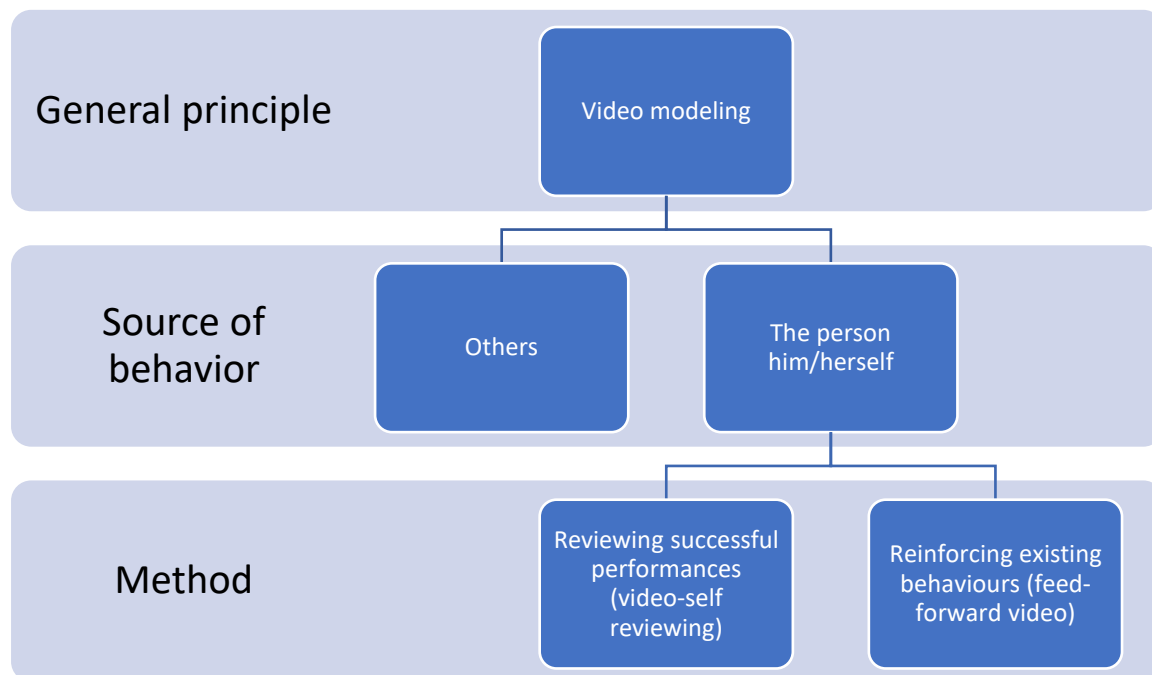 General principle
Video modeling
Source of
behavior
Others
The person
him/herself
Method
Reviewing successful
performances
(video-self
reviewing)
Reinforcing existing
behaviours (feed-
forward video)